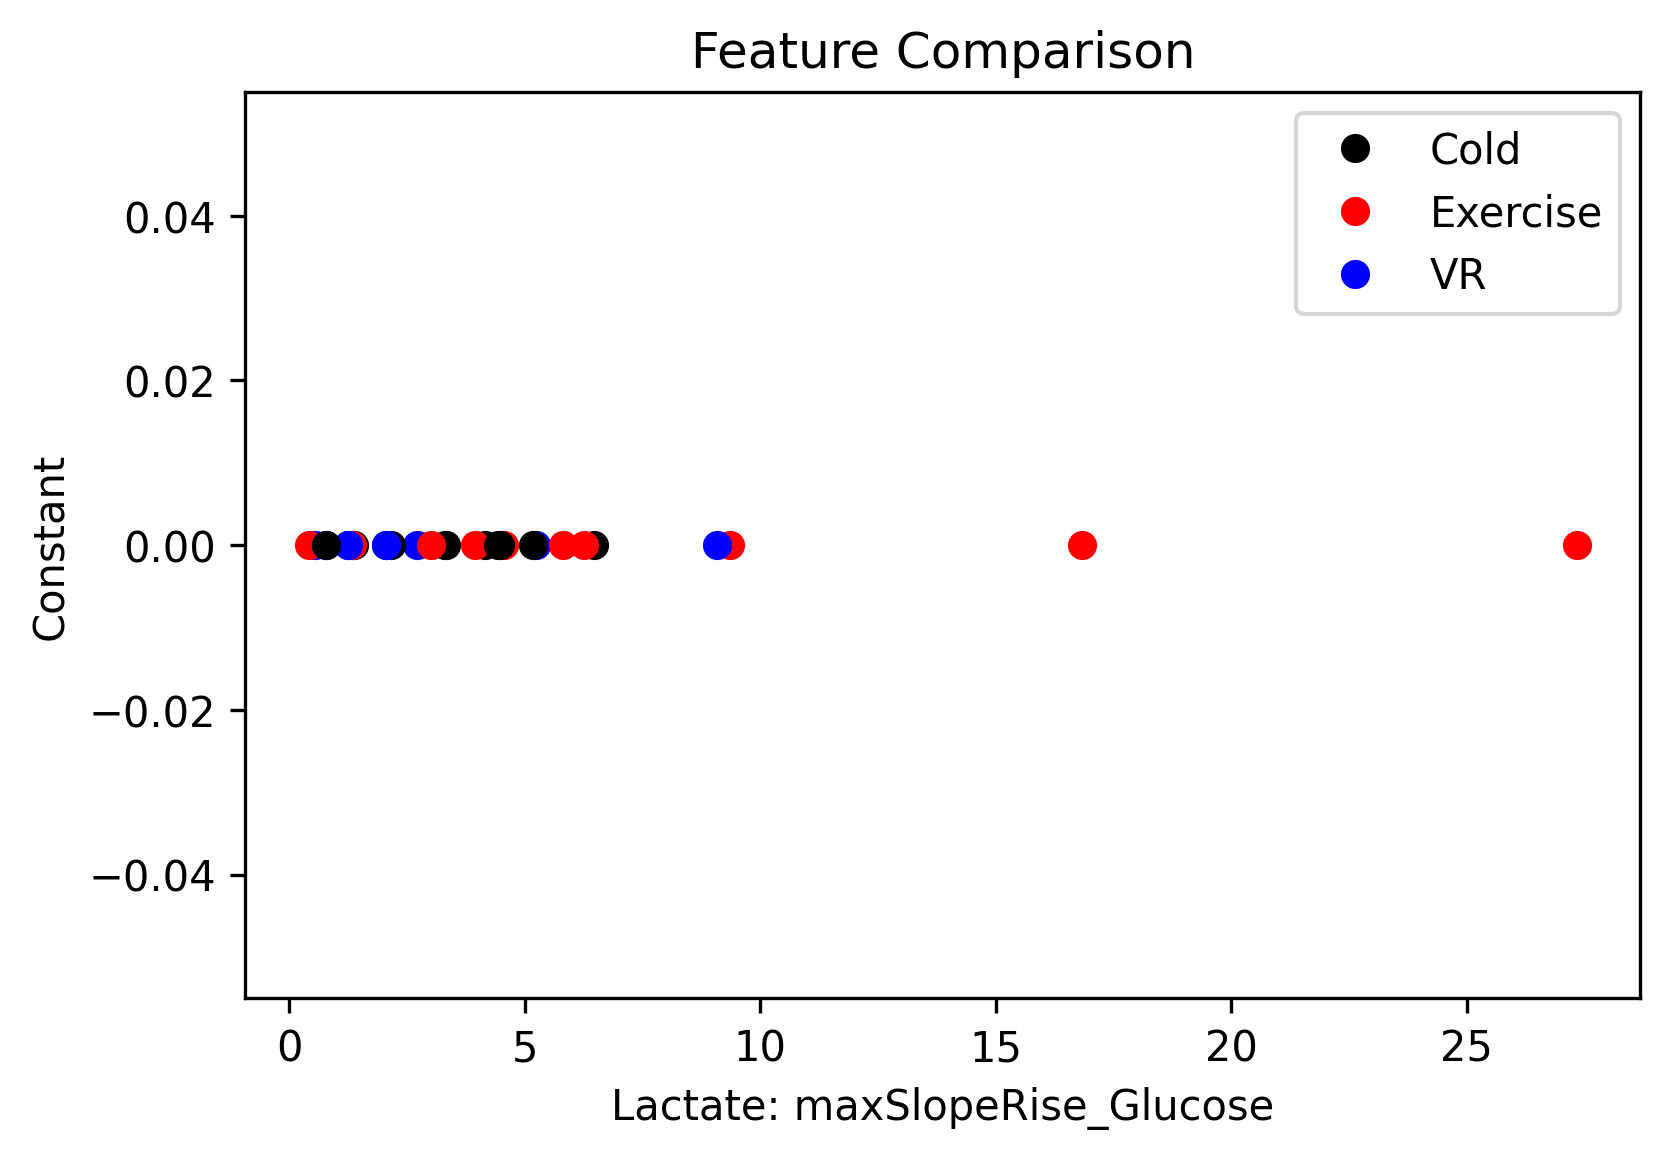 Feature Comparison
Cold
Exercise
VR
0.04
0.02
0.00
−0.02
−0.04
Constant
0 5 10 15 20 25
Lactate: maxSlopeRise_Glucose